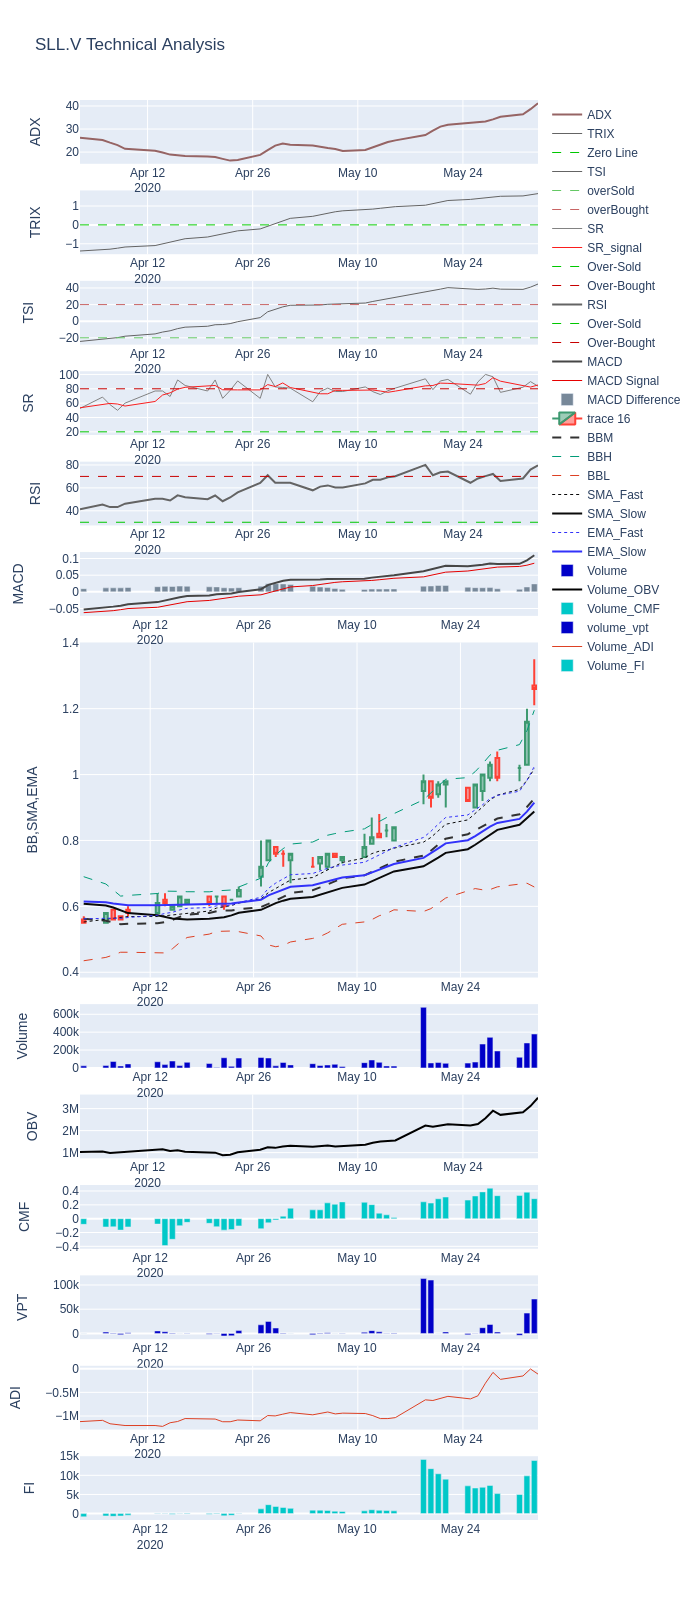 SLL.V Technical Analysis
ADX
40
30
20
Apr 12
2020
Apr 26
May 10
May 24
TRIX
1
0
−1
Apr 12
2020
Apr 26
May 10
May 24
TSI
40
20
0
−20
Apr 12
2020
Apr 26
May 10
May 24
SR
100
80
60
40
20
Apr 12
2020
Apr 26
May 10
May 24
RSI
80
60
40
Apr 12
2020
Apr 26
May 10
May 24
MACD
0.1
0.05
0
−0.05
Apr 12
2020
Apr 26
May 10
May 24
BB,SMA,EMA
1.4
1.2
1
0.8
0.6
0.4
Apr 12
2020
Apr 26
May 10
May 24
Volume
600k
400k
200k
0
Apr 12
2020
Apr 26
May 10
May 24
OBV
3M
2M
1M
Apr 12
2020
Apr 26
May 10
May 24
CMF
0.4
0.2
0
−0.2
−0.4
Apr 12
2020
Apr 26
May 10
May 24
VPT
100k
50k
0
Apr 12
2020
Apr 26
May 10
May 24
ADI
0
−0.5M
−1M
Apr 12
2020
Apr 26
May 10
May 24
FI
15k
10k
5k
0
Apr 12
2020
Apr 26
May 10
May 24
ADX
TRIX
Zero Line
TSI
overSold
overBought
SR
SR_signal
Over-Sold
Over-Bought
RSI
Over-Sold
Over-Bought
MACD
MACD Signal
MACD Difference
trace 16
BBM
BBH
BBL
SMA_Fast
SMA_Slow
EMA_Fast
EMA_Slow
Volume
Volume_OBV
Volume_CMF
volume_vpt
Volume_ADI
Volume_FI